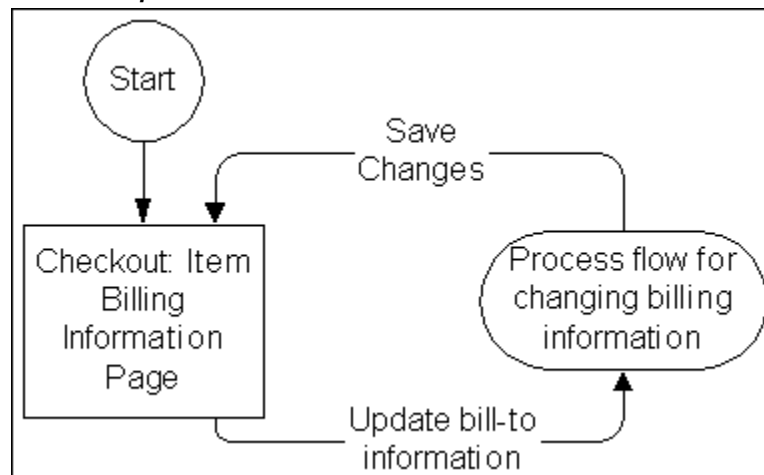 Start
Save
Changes
Checkout: Item
Billing
Information
Page
Process flow for
changing billing
information
Update bill-to
information